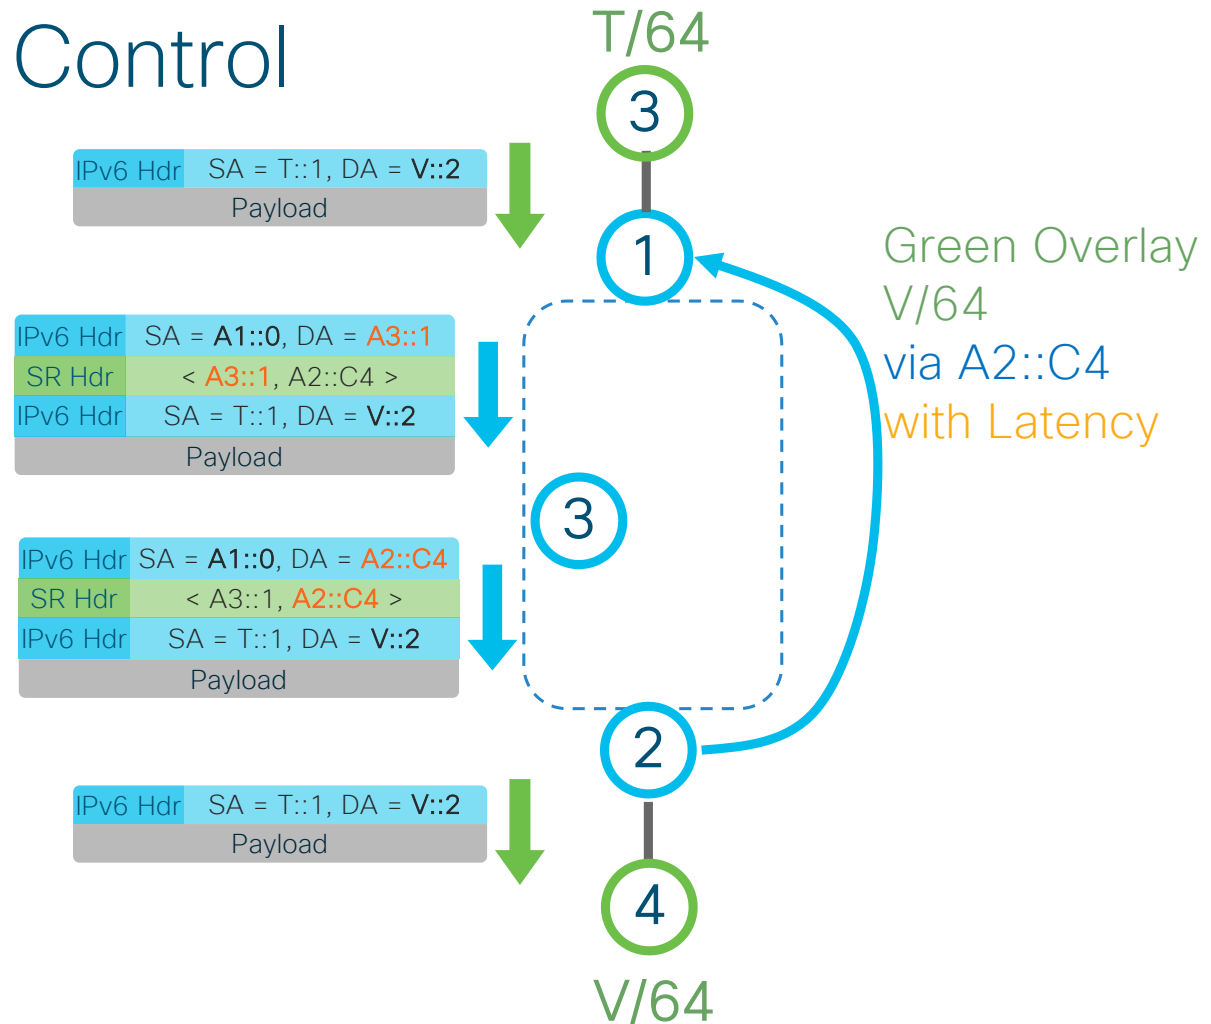 Control
T/64
3
IPv6 Hdr SA = T::1, DA = V::2
Payload
1
Green Overlay
V/64
via A2::C4
with Latency
IPv6 Hdr SA = A1::0, DA = A3::1
SR Hdr < A3::1, A2::C4 >
IPv6 Hdr SA = T::1, DA = V::2
Payload
3
IPv6 Hdr SA = A1::0, DA = A2::C4
SR Hdr < A3::1, A2::C4 >
IPv6 Hdr SA = T::1, DA = V::2
Payload
2
IPv6 Hdr SA = T::1, DA = V::2
Payload
4
V/64